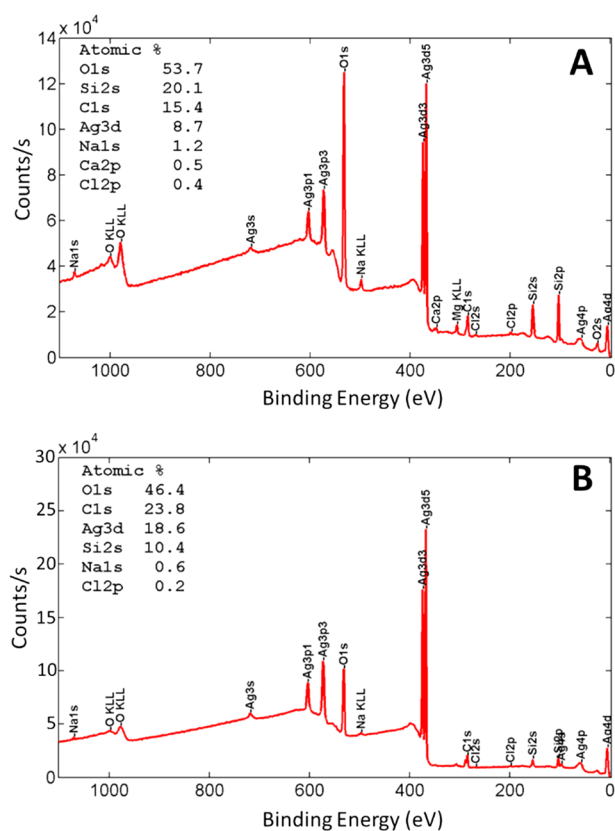 x 10⁴
14
12
10
8
6
4
2
0
Counts/s
Atomic %
O1s 53.7
Si2s 20.1
C1s 15.4
Ag3d 8.7
Na1s 1.2
Ca2p 0.5
Cl2p 0.4
A
Na1s
O KLL
O KLL
Ag3s
Ag3p1
Ag3p3
O1s
Na KLL
Ag3d3
Ag3d5
Ca2p
Mg KLL
C1s
Cl2s
Cl2p
Si2s
Si2p
Ag4p
O2s
Ag4d
1000 800 600 400 200 0
Binding Energy (eV)
x 10⁴
30
25
20
15
10
5
0
Counts/s
Atomic %
O1s 46.4
C1s 23.8
Ag3d 18.6
Si2s 10.4
Na1s 0.6
Cl2p 0.2
B
Na1s
O KLL
O KLL
Ag3s
Ag3p1
Ag3p3
O1s
Na KLL
Ag3d3
Ag3d5
C1s
Cl2s
Cl2p
Si2s
Si2p
Ag4s
Ag4p
Ag4d
1000 800 600 400 200 0
Binding Energy (eV)